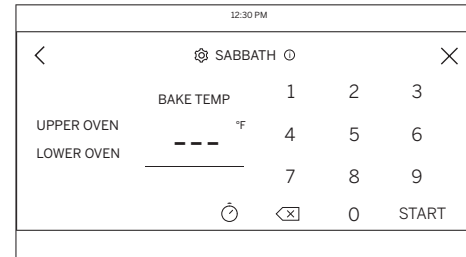 12:30 PM
SABBATH
BAKE TEMP
1 2 3
UPPER OVEN
--- °F
4 5 6
LOWER OVEN
7 8 9
0 START